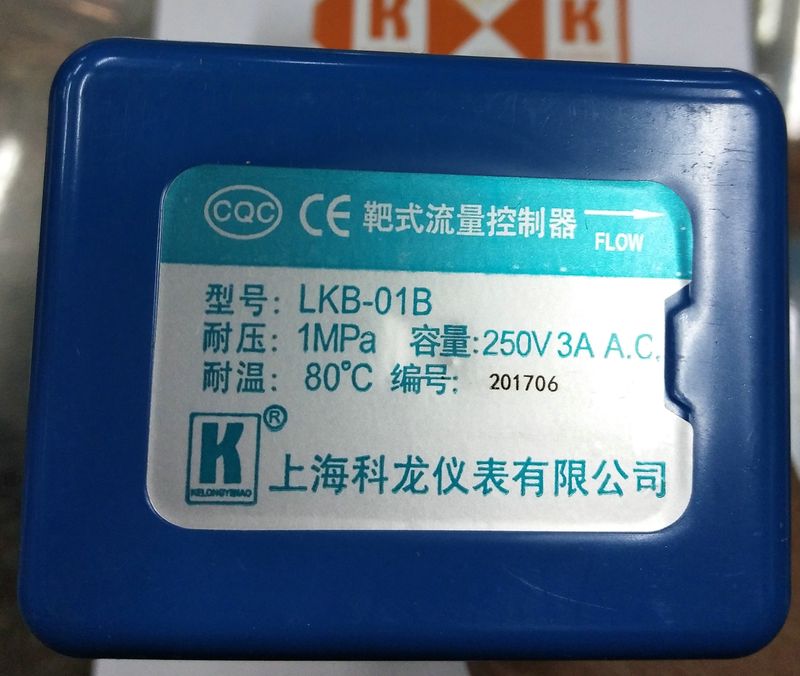 K K
CQC CE 靶式流量控制器
FLOW
型号: LKB-01B
耐压: 1MPa 容量: 250V 3A A.C.
耐温: 80°C 编号: 201706
K ®
KELONGYIBIAO
上海科龙仪表有限公司